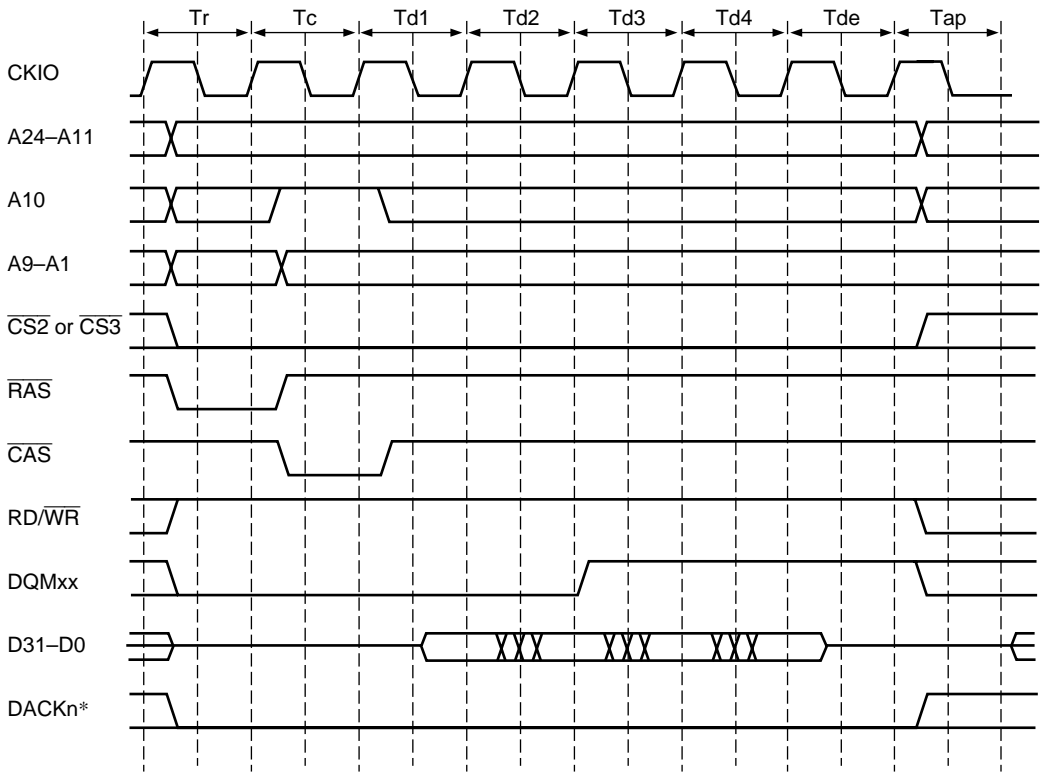 Tr Tc Td1 Td2 Td3 Td4 Tde Tap
CKIO
A24–A11
A10
A9–A1
CS2 or CS3
RAS
CAS
RD/WR
DQMxx
D31–D0
DACKn*